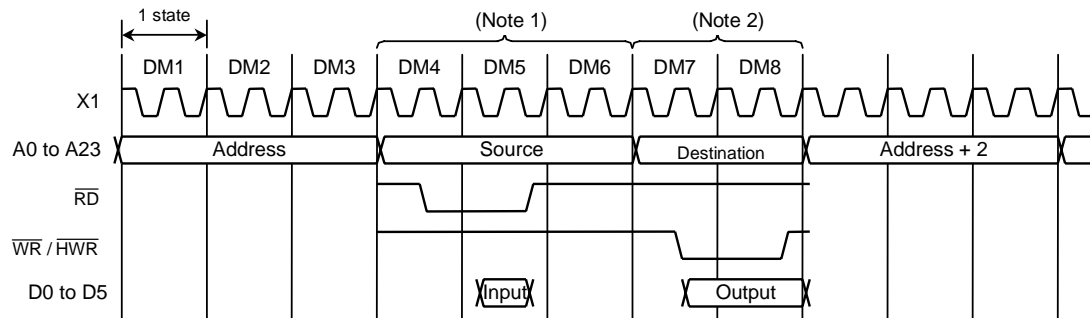 1 state (Note 1) (Note 2)
DM1 DM2 DM3 DM4 DM5 DM6 DM7 DM8
X1
A0 to A23 Address Source Destination Address + 2
RD
WR / HWR
D0 to D5 Input Output